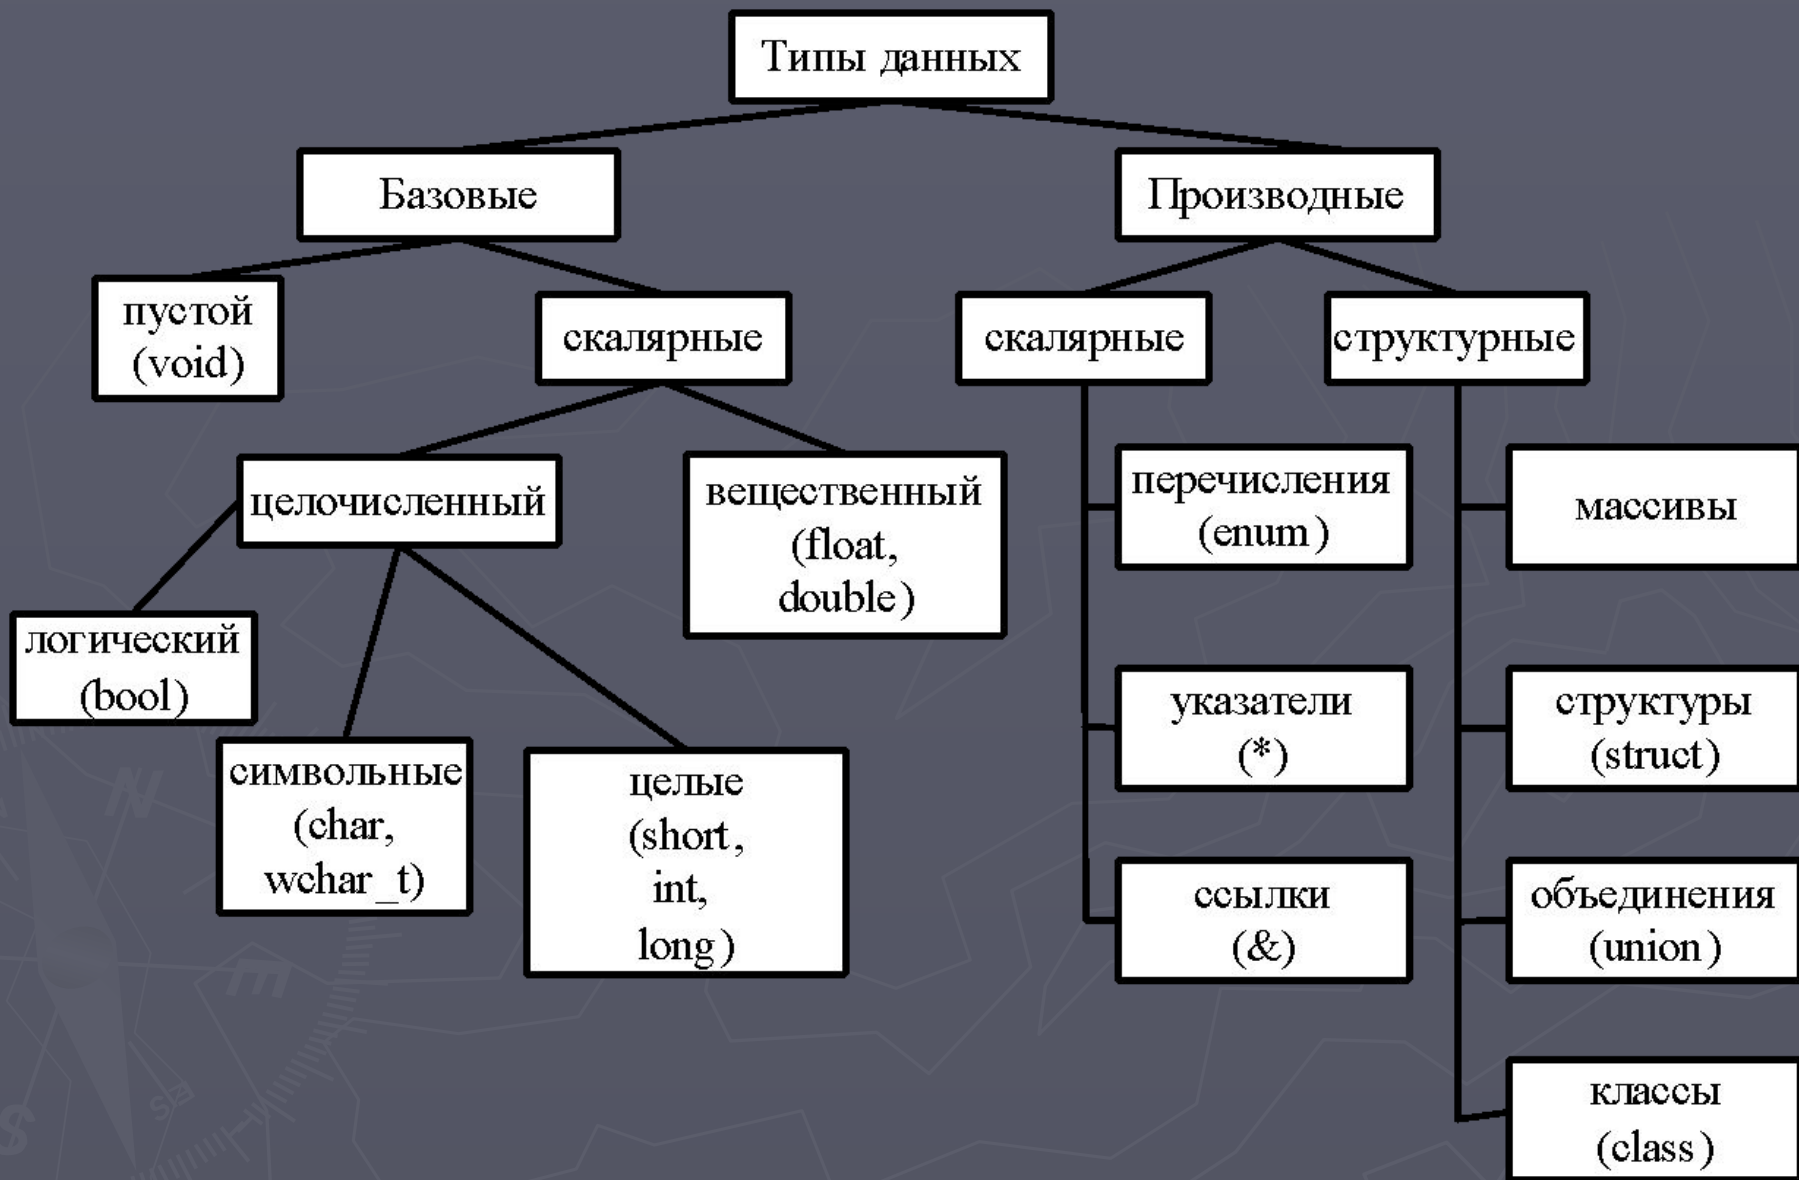 Типы данных
Базовые
Производные
пустой
(void)
скалярные
скалярные
структурные
целочисленный
вещественный
(float,
double)
перечисления
(enum)
массивы
логический
(bool)
указатели
(*)
структуры
(struct)
символьные
(char,
wchar_t)
целые
(short,
int,
long)
ссылки
(&)
объединения
(union)
классы
(class)
N
E
S